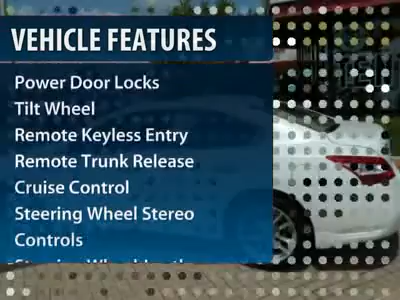 VEHICLE FEATURES
Power Door Locks
Tilt Wheel
Remote Keyless Entry
Remote Trunk Release
Cruise Control
Steering Wheel Stereo
Controls